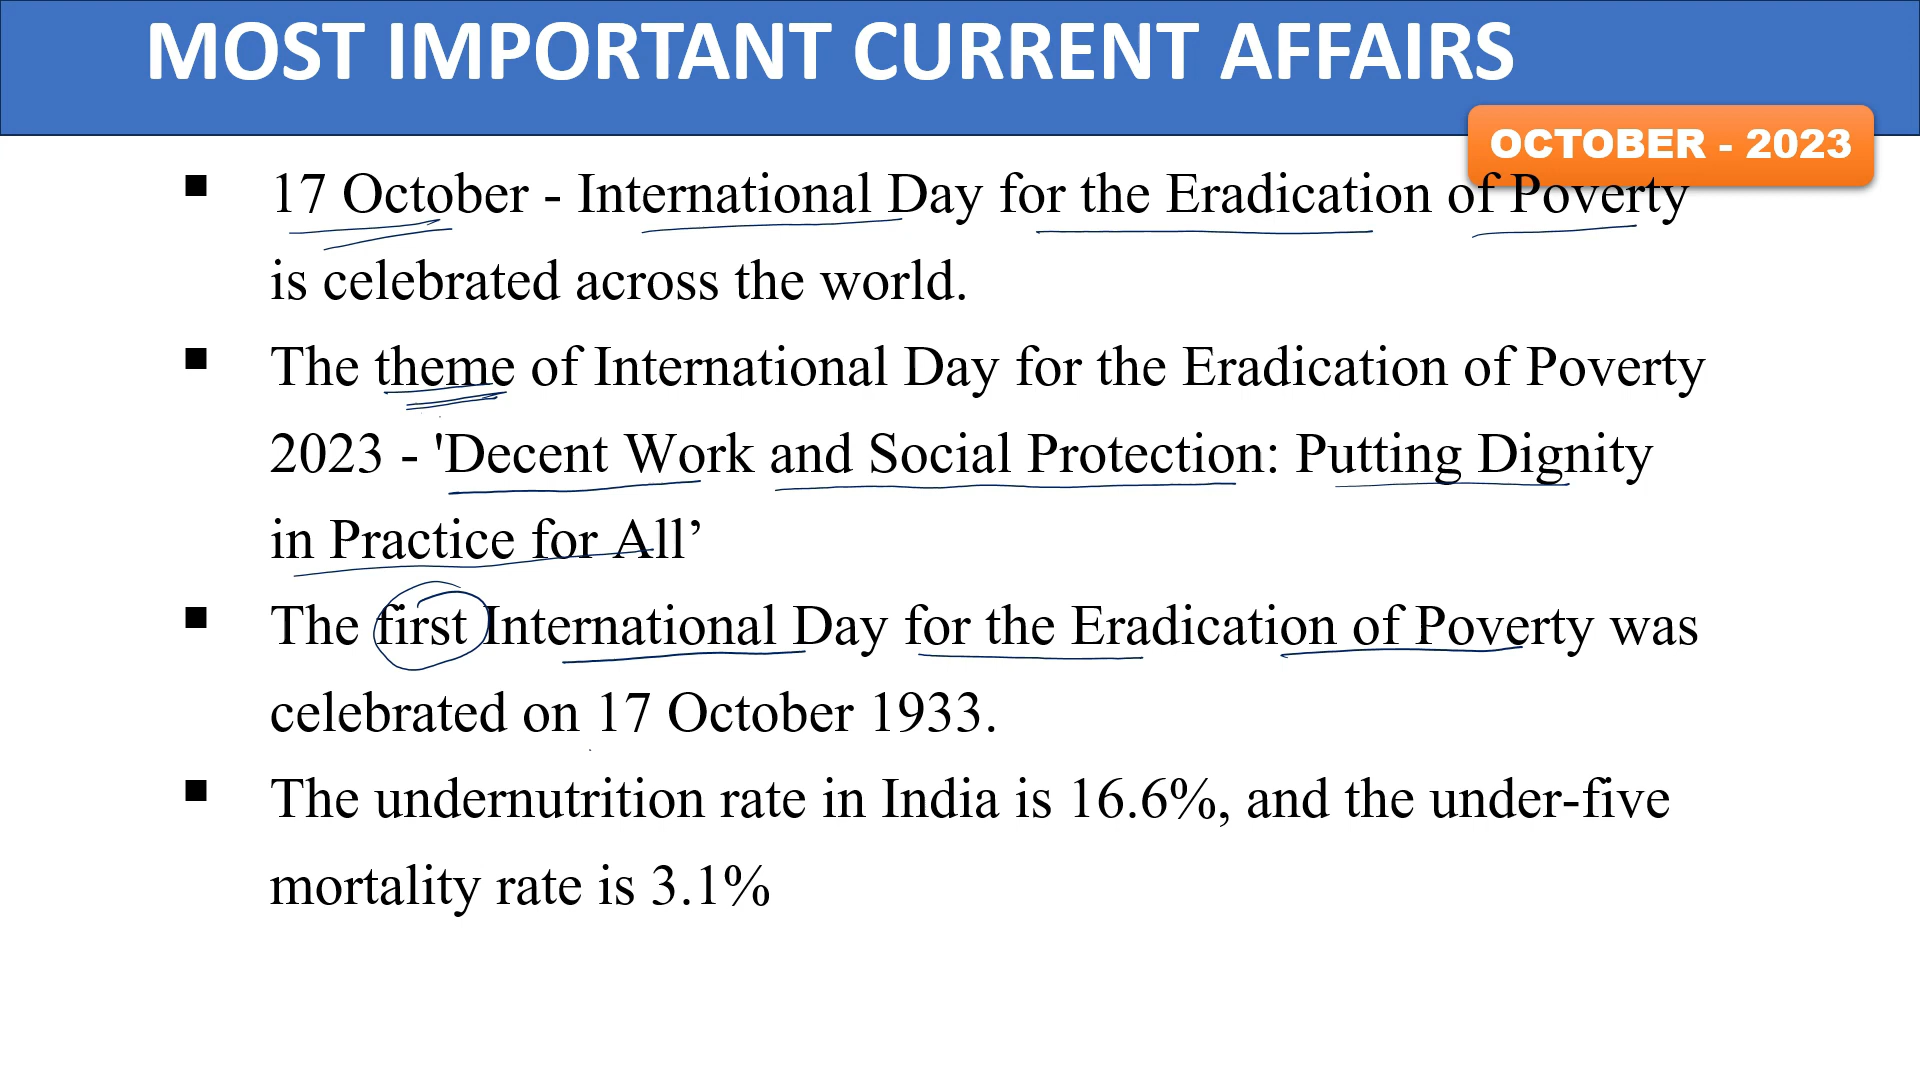 MOST IMPORTANT CURRENT AFFAIRS
OCTOBER - 2023
17 October - International Day for the Eradication of Poverty
is celebrated across the world.
The theme of International Day for the Eradication of Poverty
2023 - 'Decent Work and Social Protection: Putting Dignity
in Practice for All’
The first International Day for the Eradication of Poverty was
celebrated on 17 October 1933.
The undernutrition rate in India is 16.6%, and the under-five
mortality rate is 3.1%